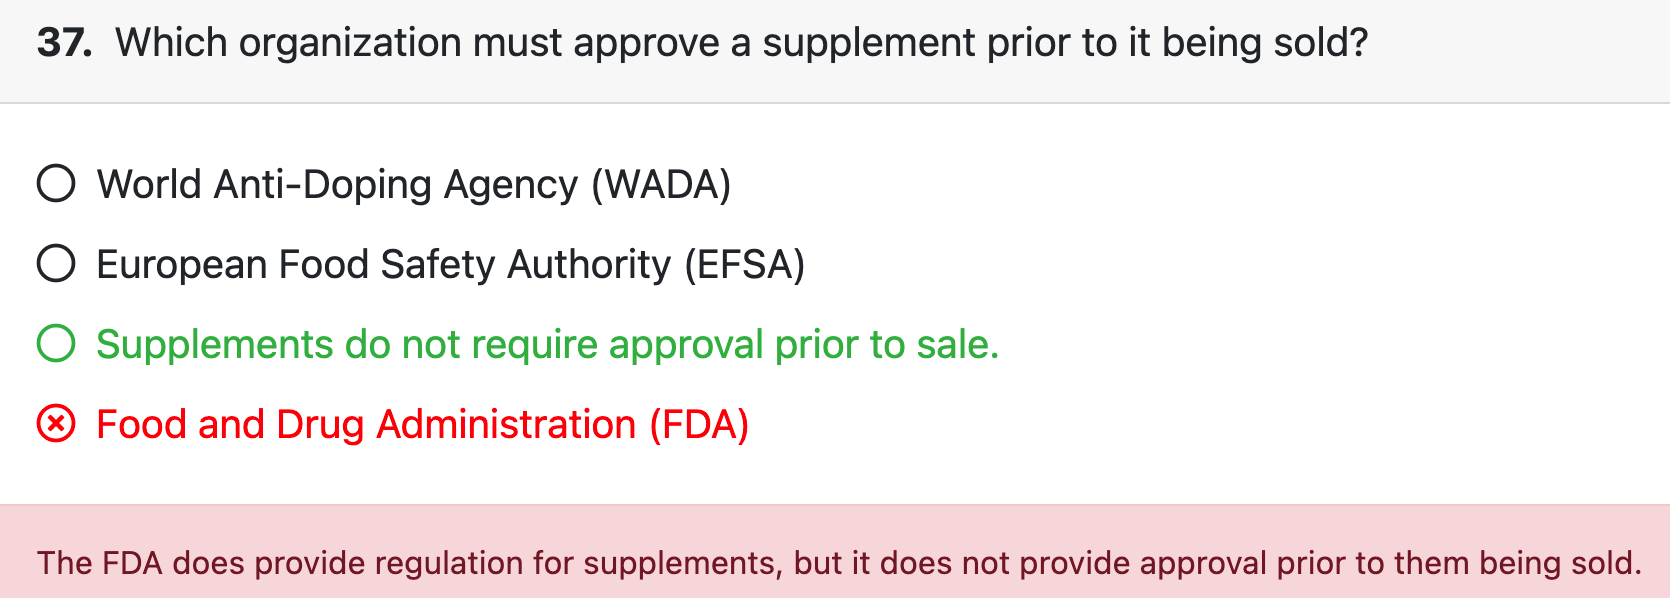 37. Which organization must approve a supplement prior to it being sold?
World Anti-Doping Agency (WADA)
European Food Safety Authority (EFSA)
Supplements do not require approval prior to sale.
Food and Drug Administration (FDA)
The FDA does provide regulation for supplements, but it does not provide approval prior to them being sold.